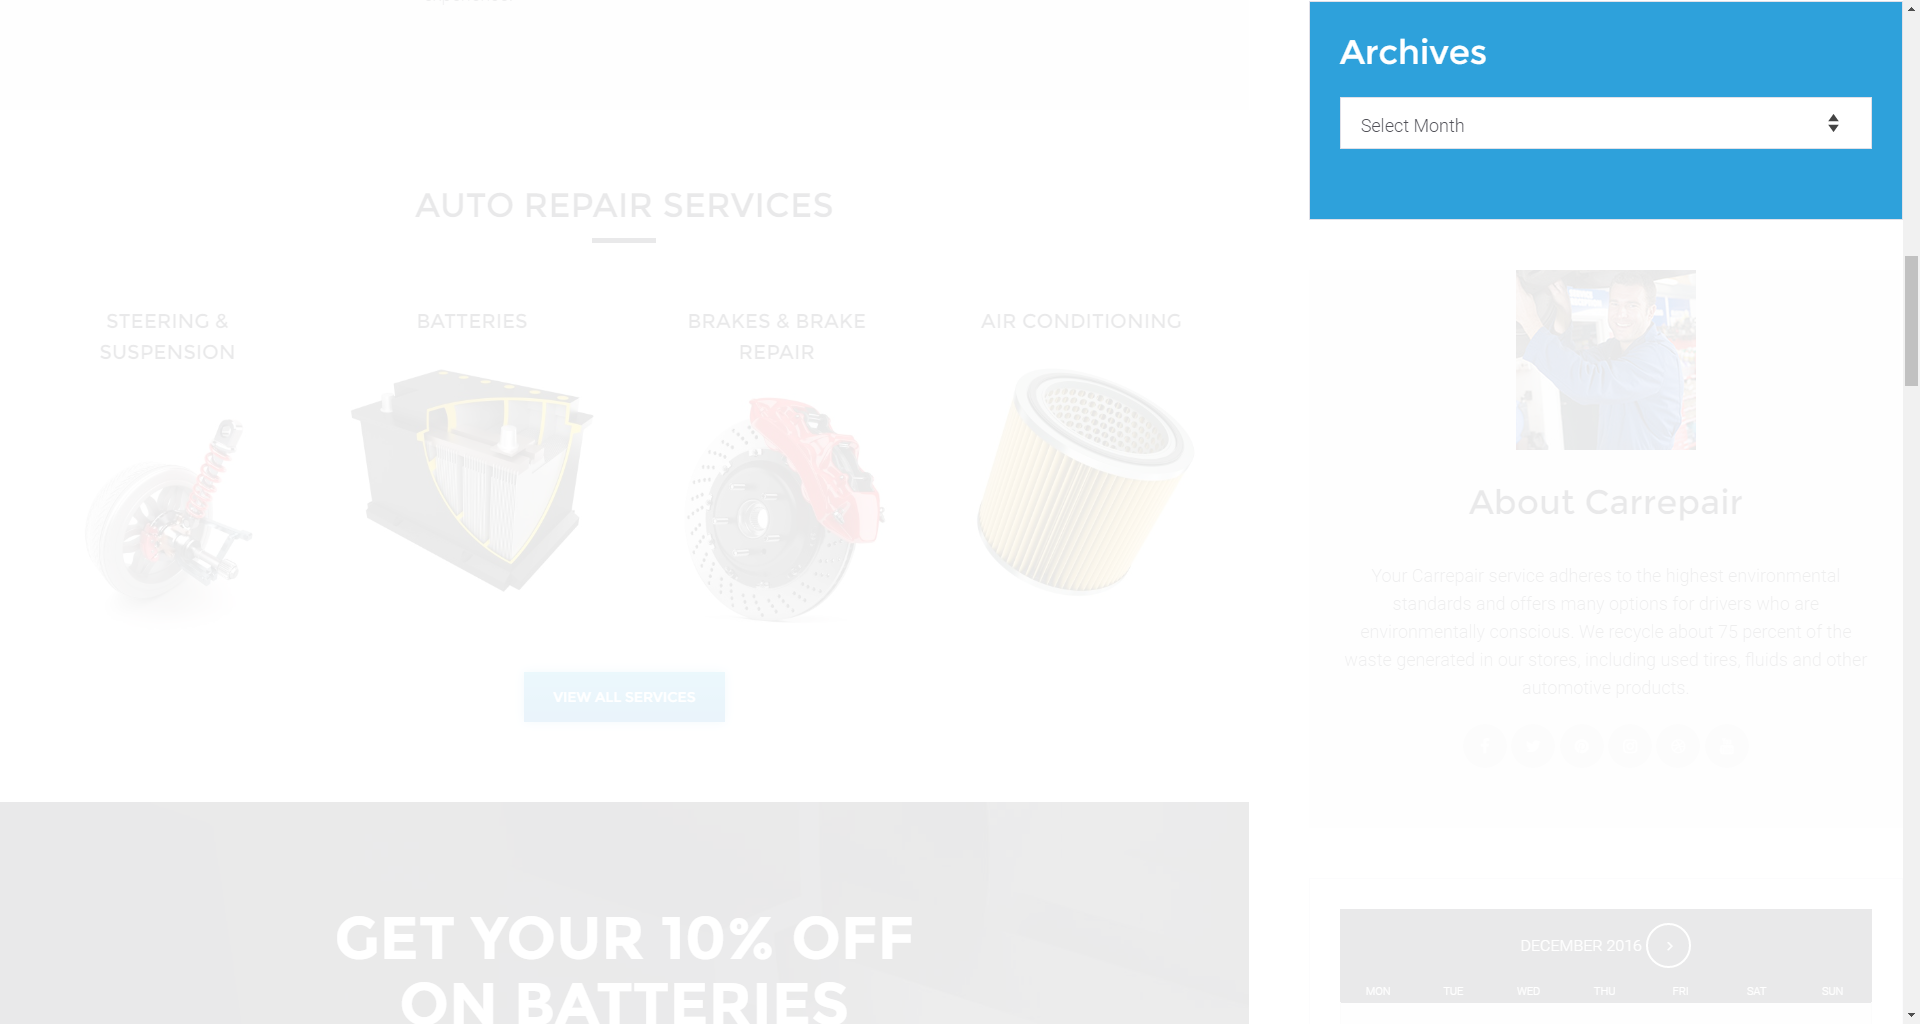 Archives
Select Month
AUTO REPAIR SERVICES
STEERING &
SUSPENSION
BATTERIES
BRAKES & BRAKE
REPAIR
AIR CONDITIONING
VIEW ALL SERVICES
GET YOUR 10% OFF
ON BATTERIES
About Carrepair
Your Carrepair service adheres to the highest environmental
standards and offers many options for drivers who are
environmentally conscious. We recycle about 75 percent of the
waste generated in our stores, including used tires, fluids and other
automotive products.
DECEMBER 2016
MON TUE WED THU FRI SAT SUN